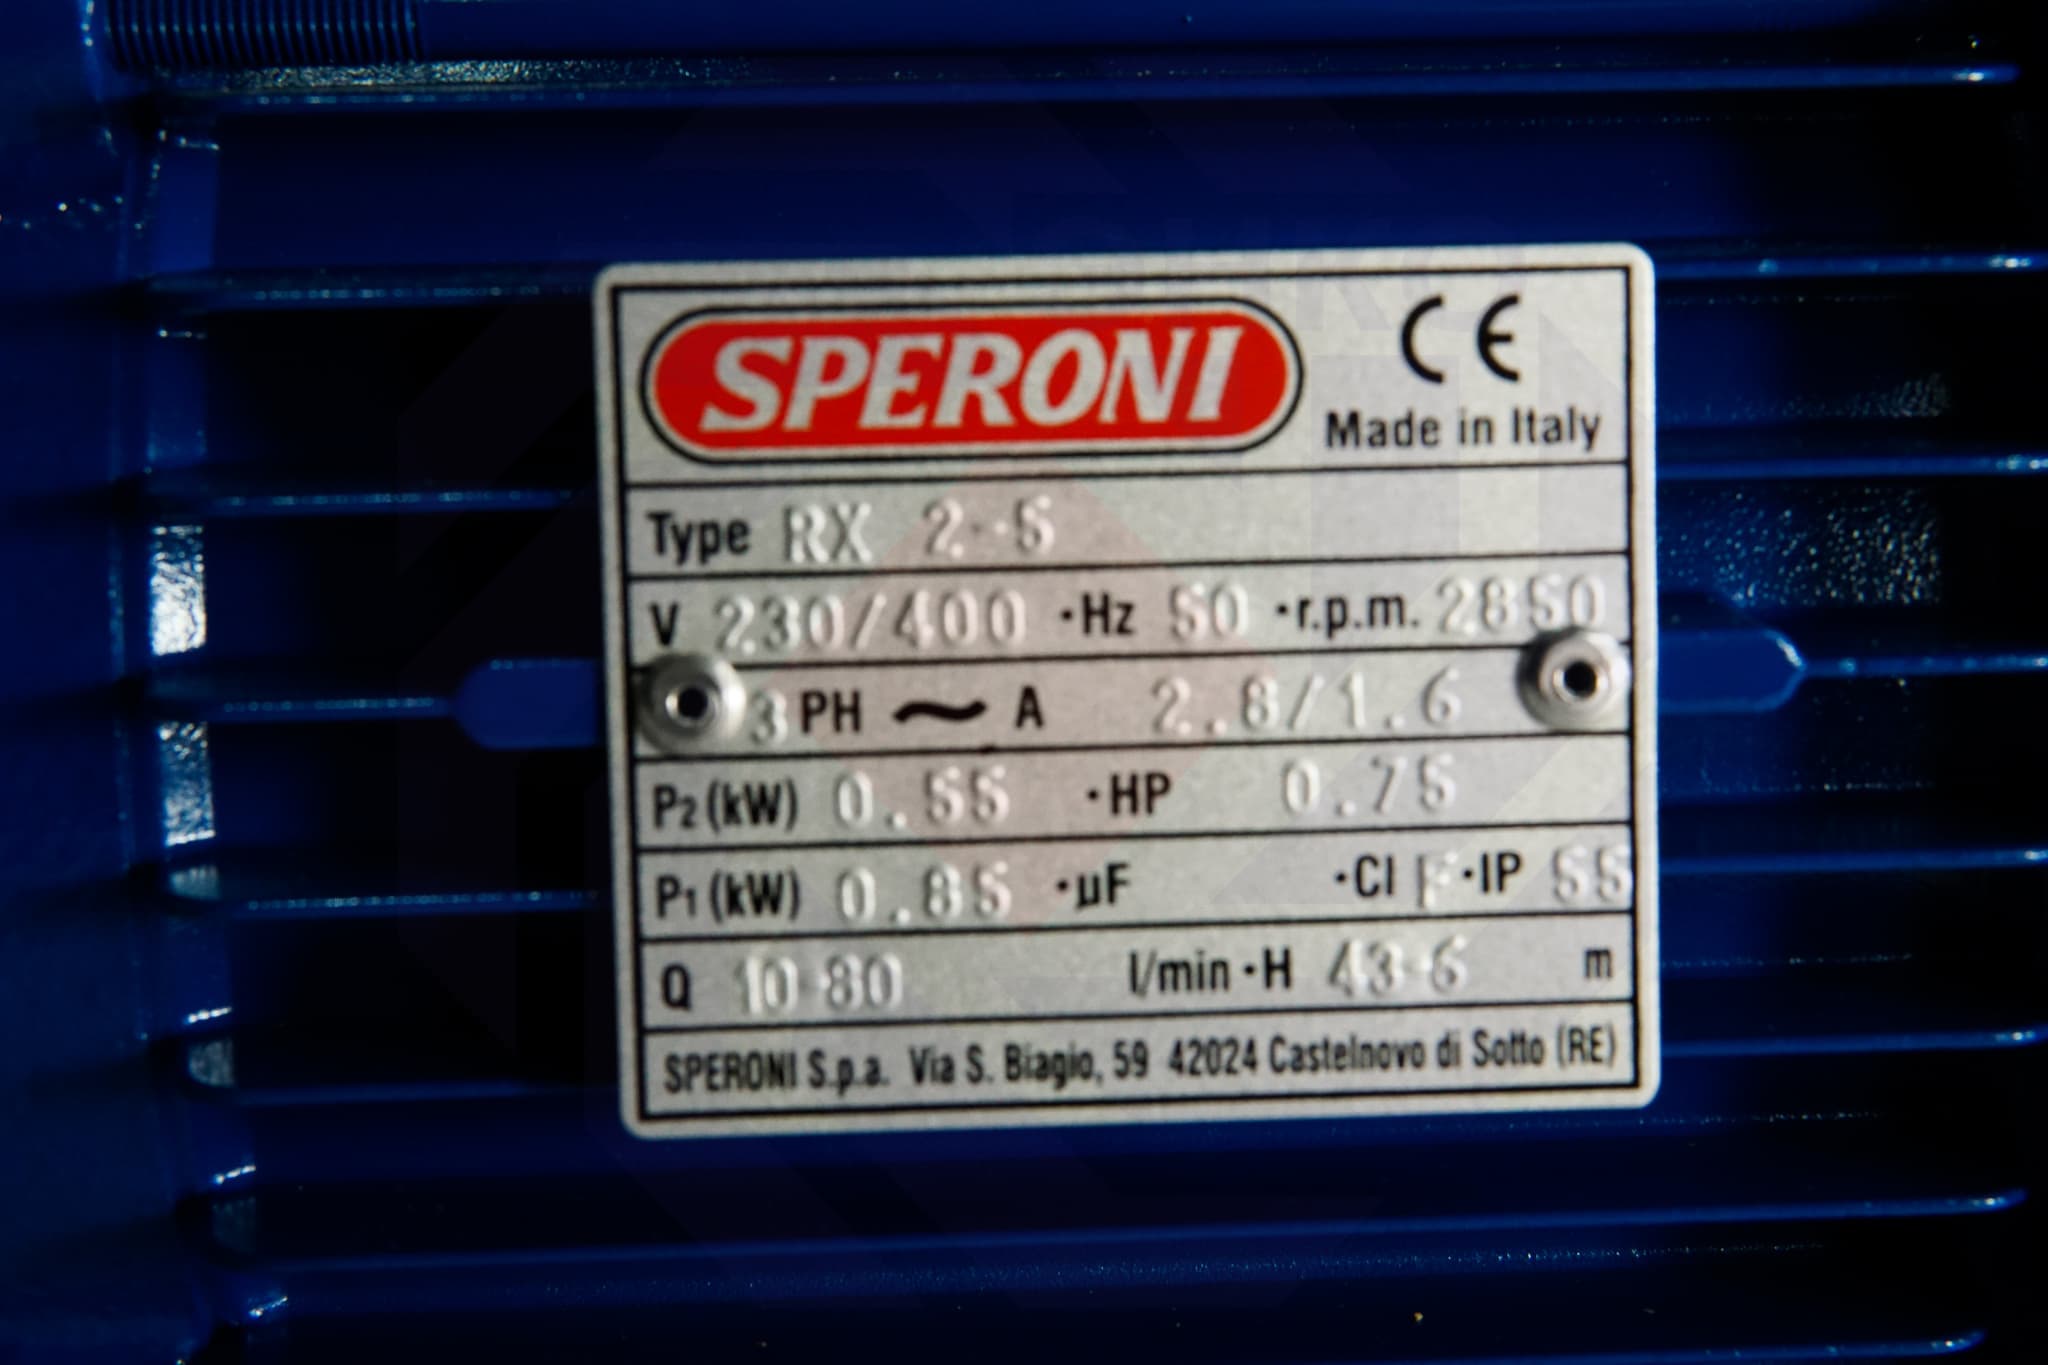 SPERONI
CE
Made in Italy
Type RX 2-5
V 230/400 ·Hz 50 ·r.p.m. 2850
3 PH ~ A 2.8/1.6
P2 (kW) 0.55 ·HP 0.75
P1 (kW) 0.85 ·µF ·Cl F ·IP 55
Q 10-80 l/min ·H 43-6 m
SPERONI S.p.a. Via S. Biagio, 59 42024 Castelnovo di Sotto (RE)